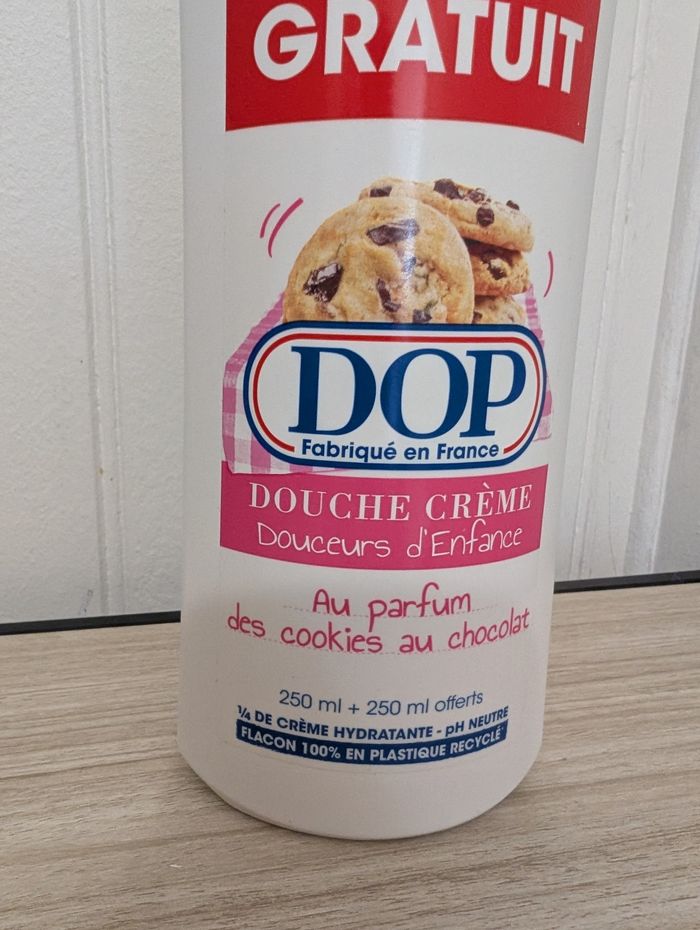 GRATUIT
DOP
Fabriqué en France
DOUCHE CRÈME
Douceurs d'Enfance
Au parfum
des cookies au chocolat
250 ml + 250 ml offerts
¼ DE CRÈME HYDRATANTE - pH NEUTRE
FLACON 100% EN PLASTIQUE RECYCLÉ*